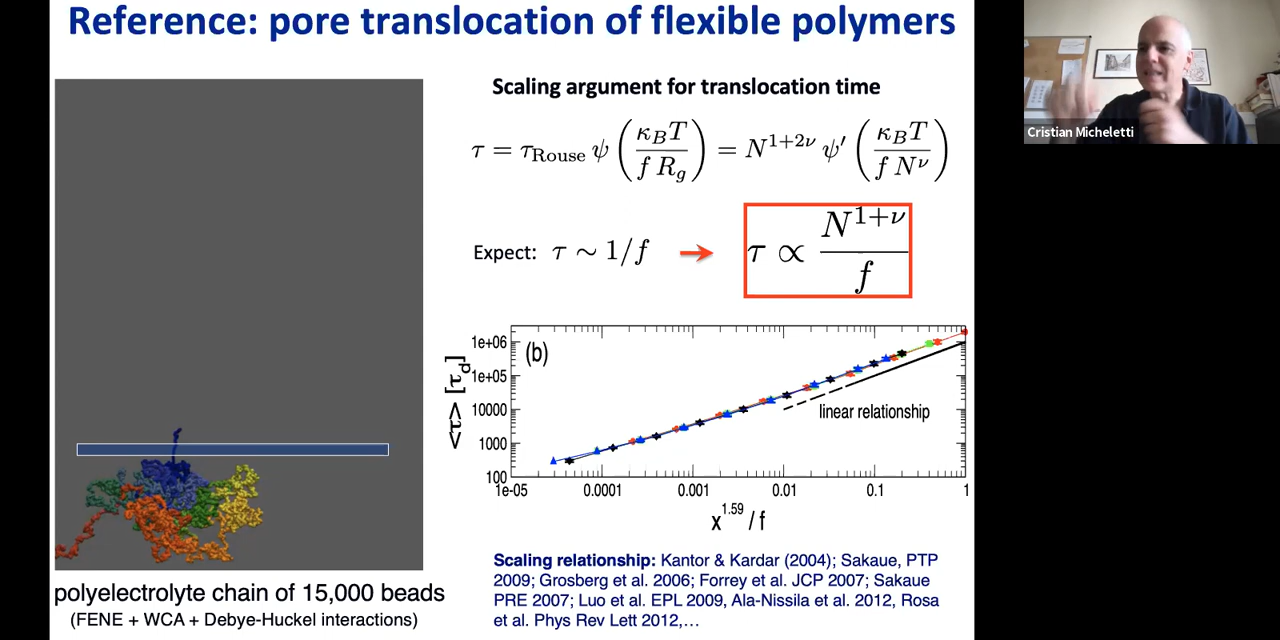 Reference: pore translocation of flexible polymers
Cristian Micheletti
Scaling argument for translocation time
τ = τ_Rouse ψ (κ_B T / f R_g) = N^{1+2ν} ψ′ (κ_B T / f N^ν)
Expect: τ ∼ 1/f → τ ∝ N^{1+ν} / f
(b)
<τ> [τ_d]
1e+06
1e+05
10000
1000
100
linear relationship
1e-05 0.0001 0.001 0.01 0.1 1
x^{1.59} / f
polyelectrolyte chain of 15,000 beads
(FENE + WCA + Debye-Huckel interactions)
Scaling relationship: Kantor & Kardar (2004); Sakaue, PTP
2009; Grosberg et al. 2006; Forrey et al. JCP 2007; Sakaue
PRE 2007; Luo et al. EPL 2009, Ala-Nissila et al. 2012, Rosa
et al. Phys Rev Lett 2012,…